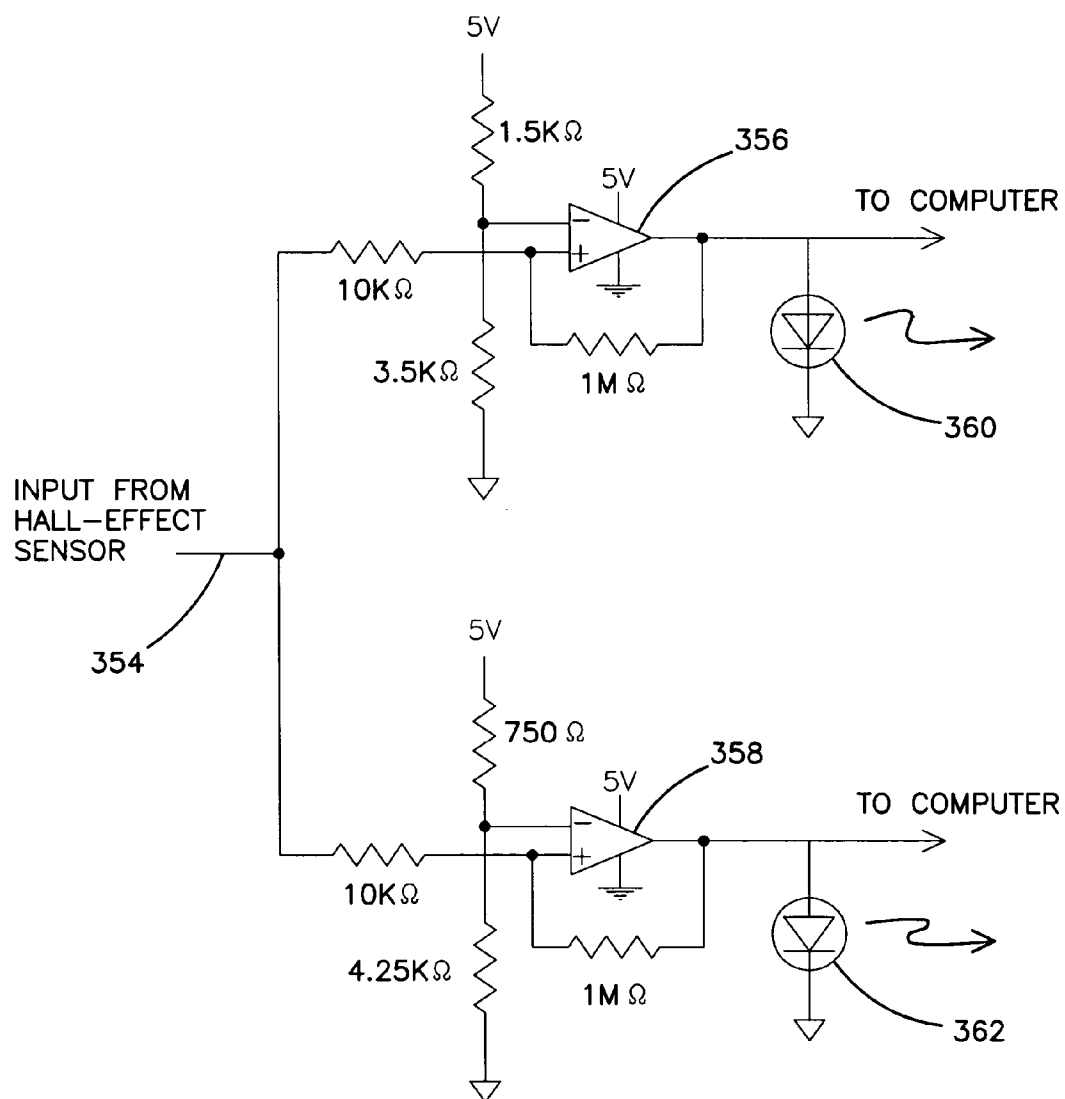 5V
1.5KΩ
356
5V
TO COMPUTER
−
+
10KΩ
3.5KΩ
1M Ω
360
INPUT FROM
HALL-EFFECT
SENSOR
354
5V
750 Ω
358
5V
TO COMPUTER
−
+
10KΩ
4.25KΩ
1M Ω
362